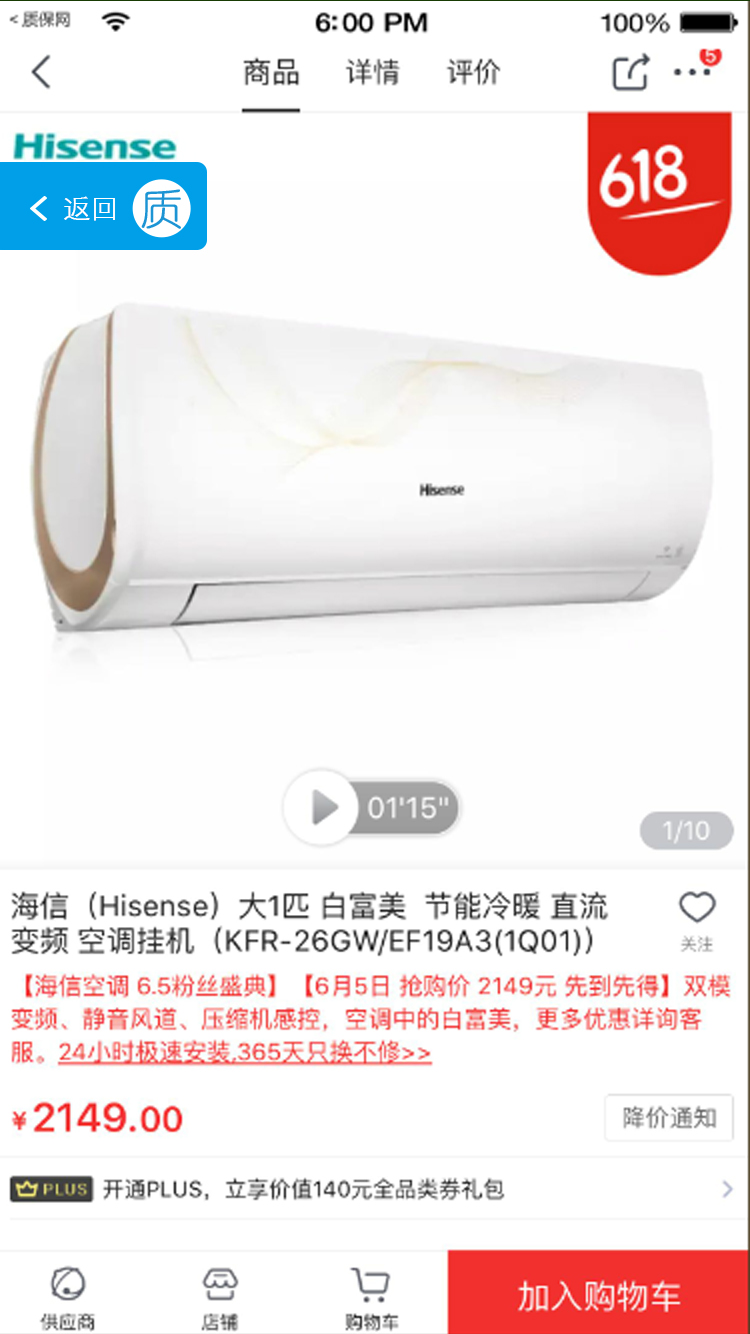 <质保网
6:00 PM
100%
商品
详情
评价
5
Hisense
返回 质
618
Hisense
01'15"
1/10
海信（Hisense）大1匹 白富美 节能冷暖 直流
变频 空调挂机（KFR-26GW/EF19A3(1Q01)）
关注
【海信空调 6.5粉丝盛典】【6月5日 抢购价 2149元 先到先得】双模
变频、静音风道、压缩机感控，空调中的白富美，更多优惠详询客
服。24小时极速安装,365天只换不修>>
¥2149.00
降价通知
PLUS 开通PLUS，立享价值140元全品类券礼包
供应商
店铺
购物车
加入购物车